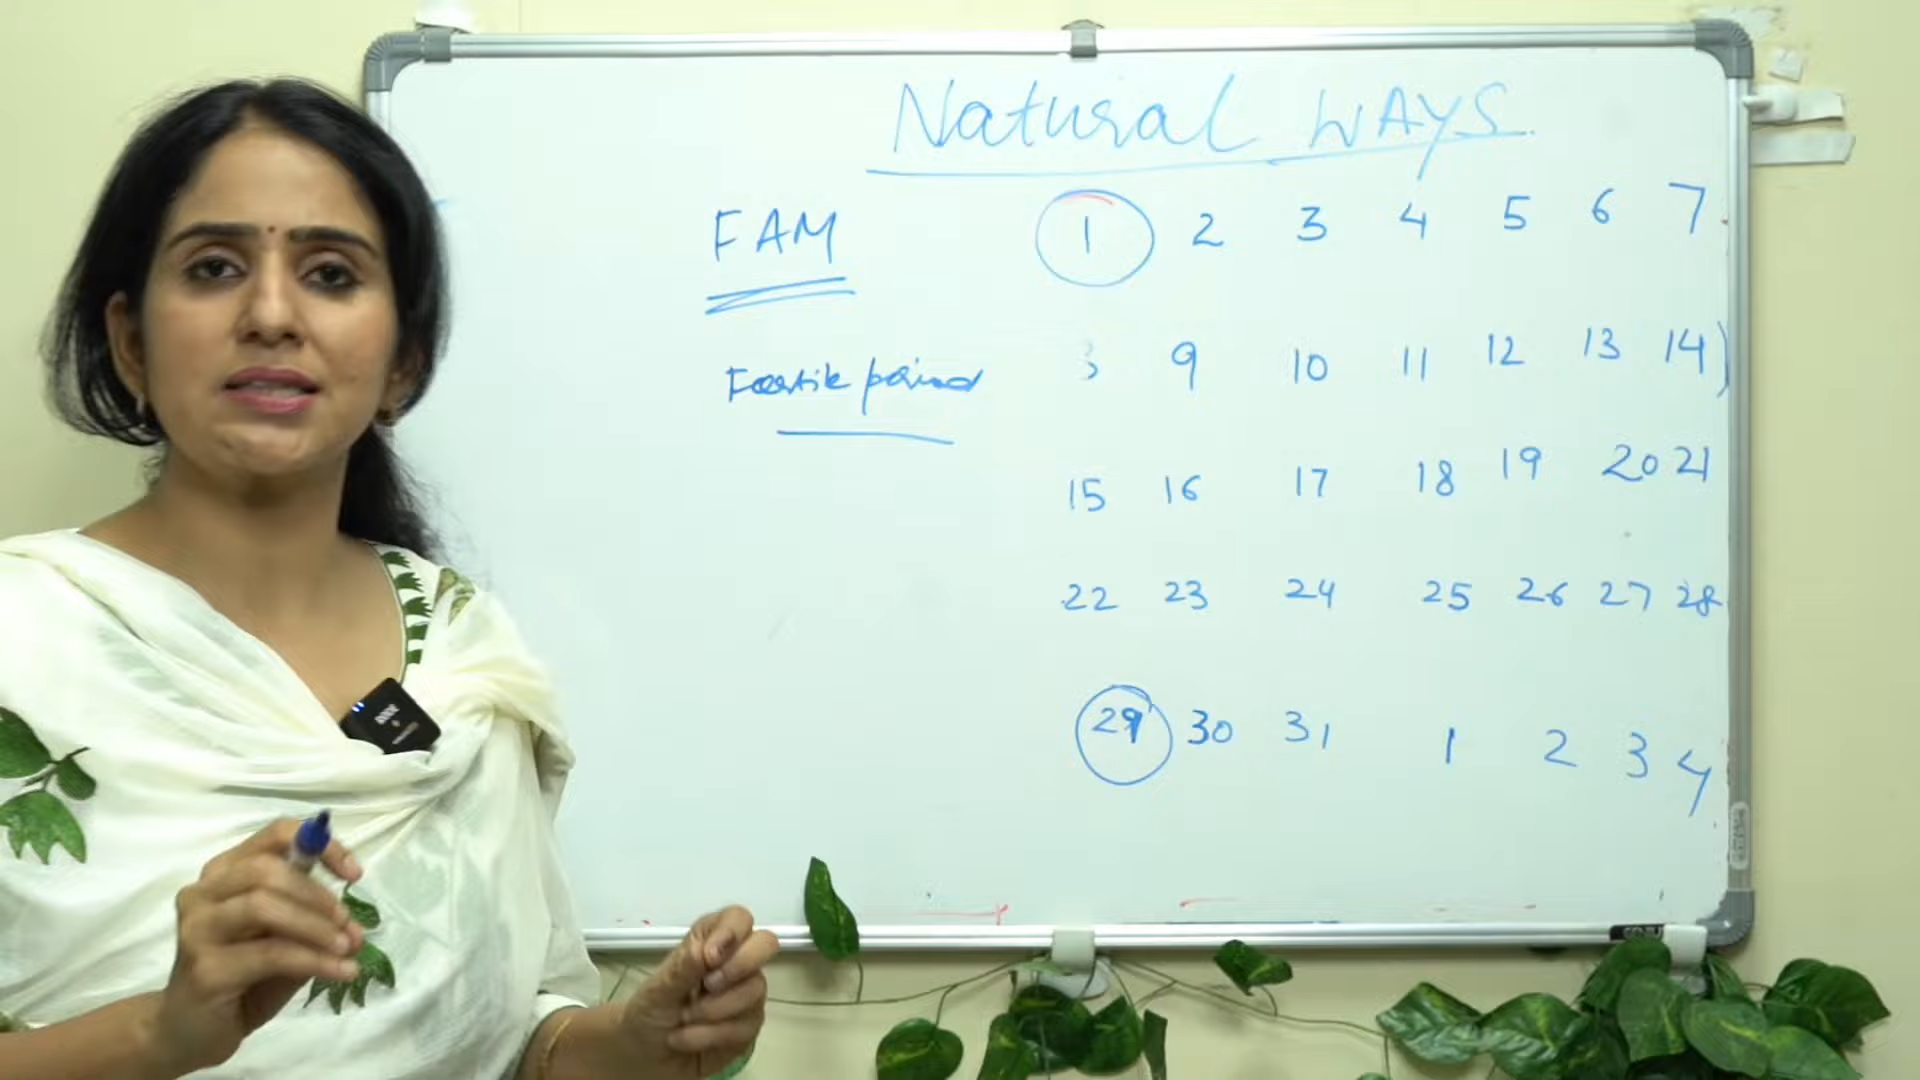 Natural WAYS
FAM
1 2 3 4 5 6 7
Fertile period
8 9 10 11 12 13 14)
15 16 17 18 19 20 21
22 23 24 25 26 27 28
29 30 31 1 2 3 4